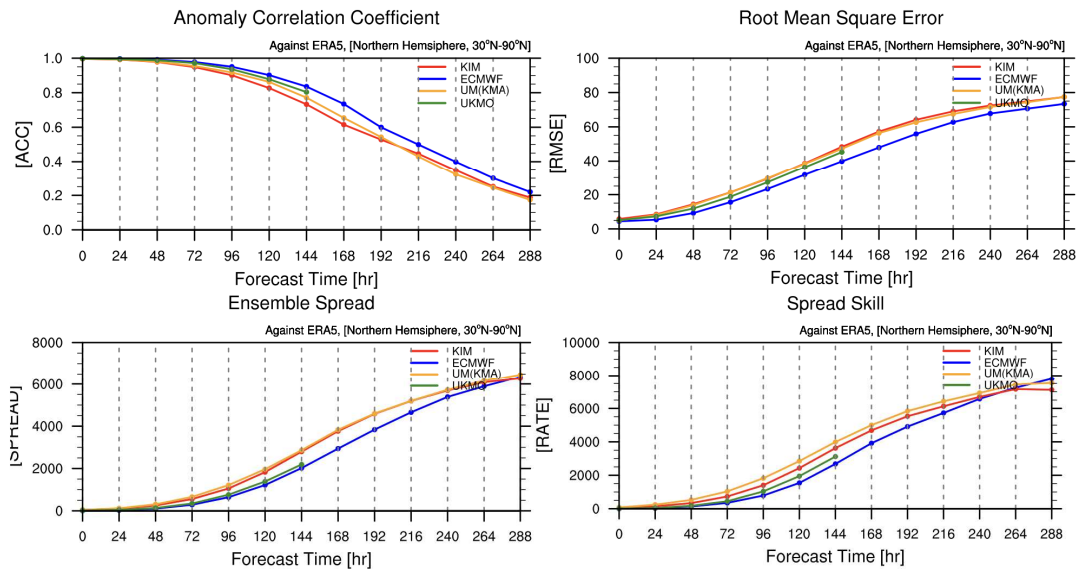 Anomaly Correlation Coefficient
Against ERA5, [Northern Hemsiphere, 30°N-90°N]
KIM
ECMWF
UM(KMA)
UKMO
[ACC]
1.0
0.8
0.6
0.4
0.2
0.0
0 24 48 72 96 120 144 168 192 216 240 264 288
Forecast Time [hr]
Root Mean Square Error
Against ERA5, [Northern Hemsiphere, 30°N-90°N]
KIM
ECMWF
UM(KMA)
UKMO
[RMSE]
100
80
60
40
20
0
0 24 48 72 96 120 144 168 192 216 240 264 288
Forecast Time [hr]
Ensemble Spread
Against ERA5, [Northern Hemsiphere, 30°N-90°N]
KIM
ECMWF
UM(KMA)
UKMO
[SPREAD]
8000
6000
4000
2000
0
0 24 48 72 96 120 144 168 192 216 240 264 288
Forecast Time [hr]
Spread Skill
Against ERA5, [Northern Hemsiphere, 30°N-90°N]
KIM
ECMWF
UM(KMA)
UKMO
[RATE]
10000
8000
6000
4000
2000
0
0 24 48 72 96 120 144 168 192 216 240 264 288
Forecast Time [hr]